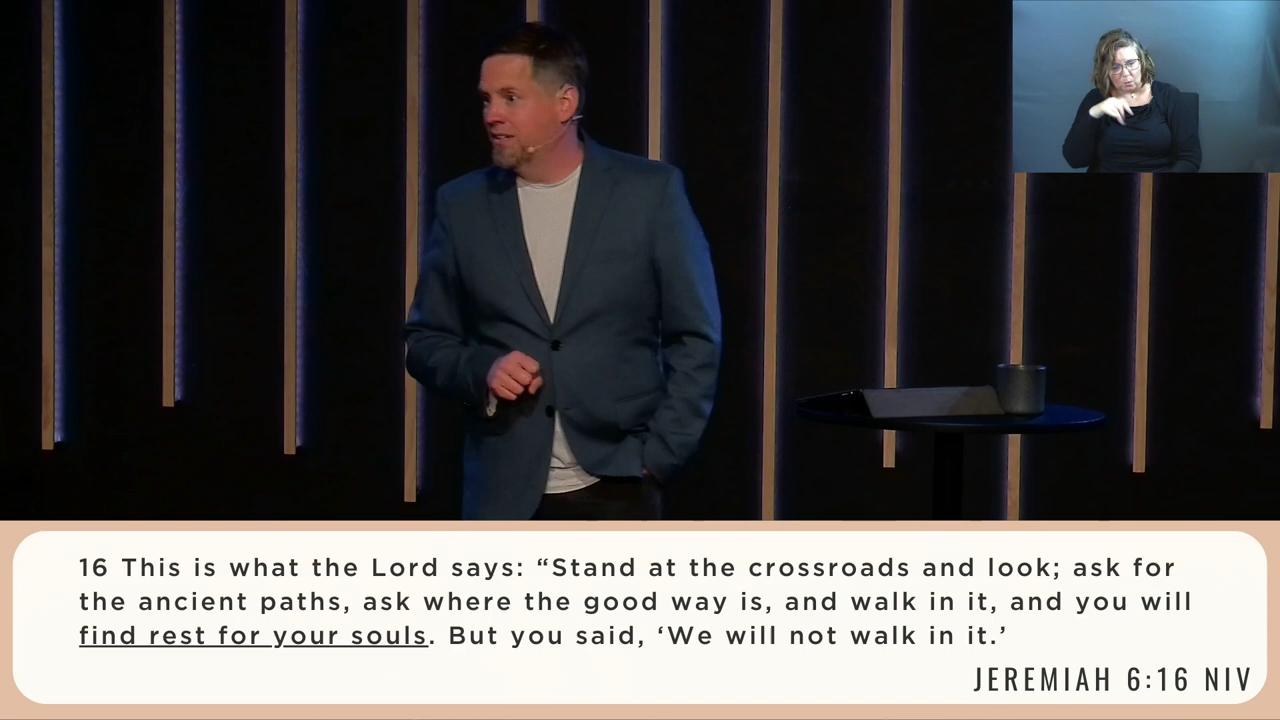 16 This is what the Lord says: “Stand at the crossroads and look; ask for
the ancient paths, ask where the good way is, and walk in it, and you will
find rest for your souls. But you said, ‘We will not walk in it.’
JEREMIAH 6:16 NIV